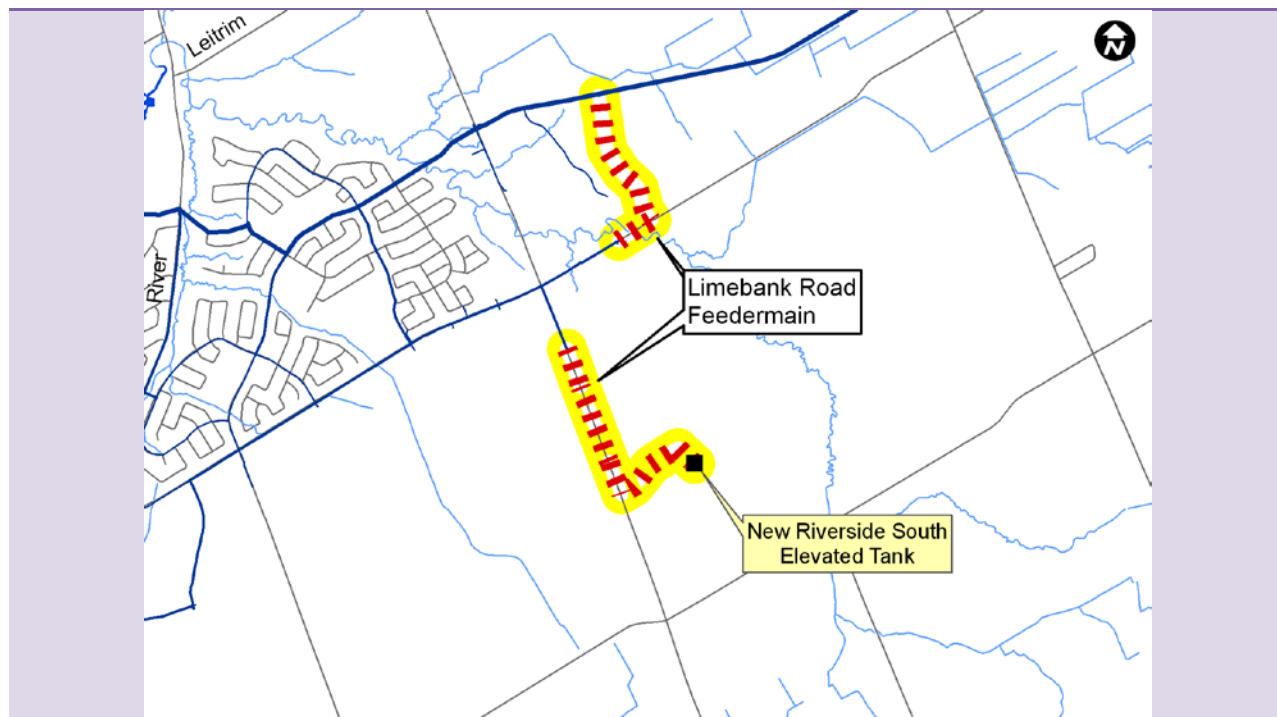 Leitrim
N
River
Limebank Road
Feedermain
New Riverside South
Elevated Tank